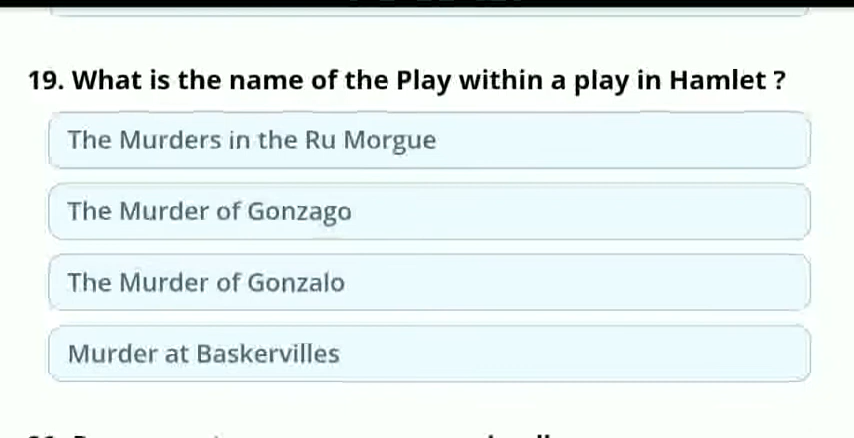 19. What is the name of the Play within a play in Hamlet ?
The Murders in the Ru Morgue
The Murder of Gonzago
The Murder of Gonzalo
Murder at Baskervilles